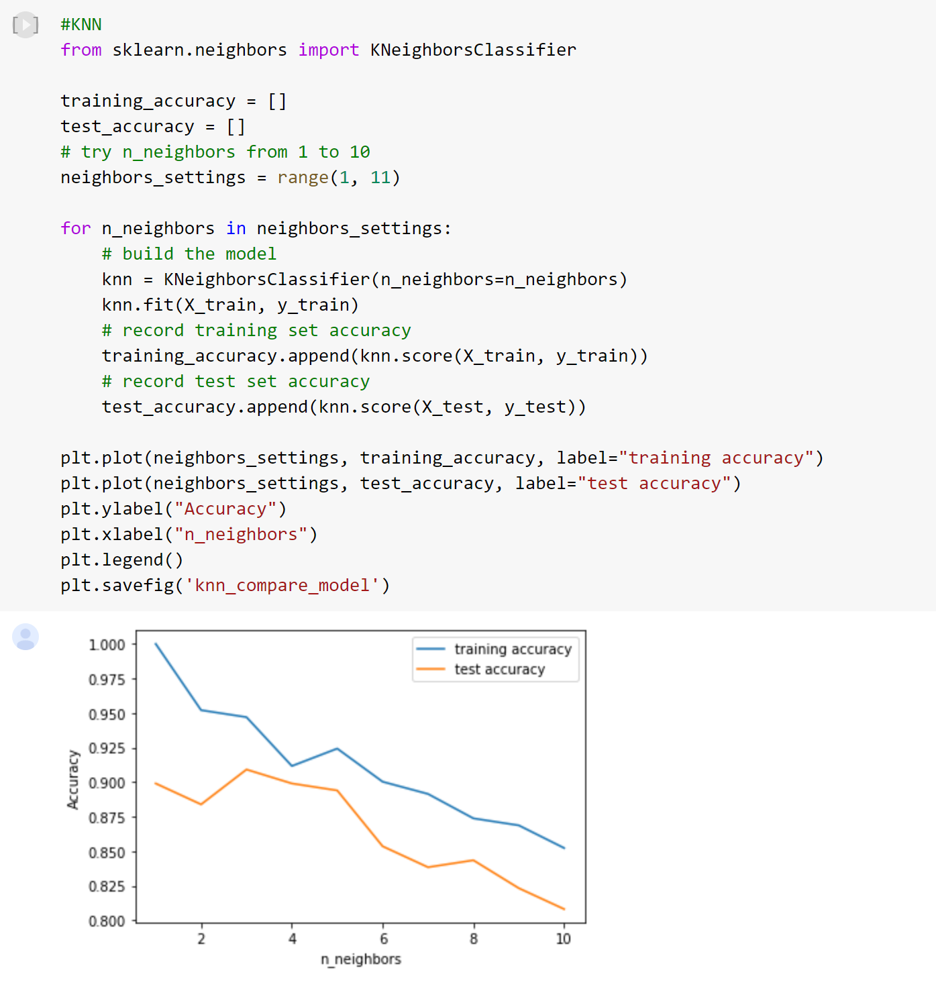 #KNN
from sklearn.neighbors import KNeighborsClassifier
training_accuracy = []
test_accuracy = []
# try n_neighbors from 1 to 10
neighbors_settings = range(1, 11)
for n_neighbors in neighbors_settings:
    # build the model
    knn = KNeighborsClassifier(n_neighbors=n_neighbors)
    knn.fit(X_train, y_train)
    # record training set accuracy
    training_accuracy.append(knn.score(X_train, y_train))
    # record test set accuracy
    test_accuracy.append(knn.score(X_test, y_test))
plt.plot(neighbors_settings, training_accuracy, label="training accuracy")
plt.plot(neighbors_settings, test_accuracy, label="test accuracy")
plt.ylabel("Accuracy")
plt.xlabel("n_neighbors")
plt.legend()
plt.savefig('knn_compare_model')
training accuracy
test accuracy
1.000
0.975
0.950
0.925
0.900
0.875
0.850
0.825
0.800
Accuracy
2 4 6 8 10
n_neighbors